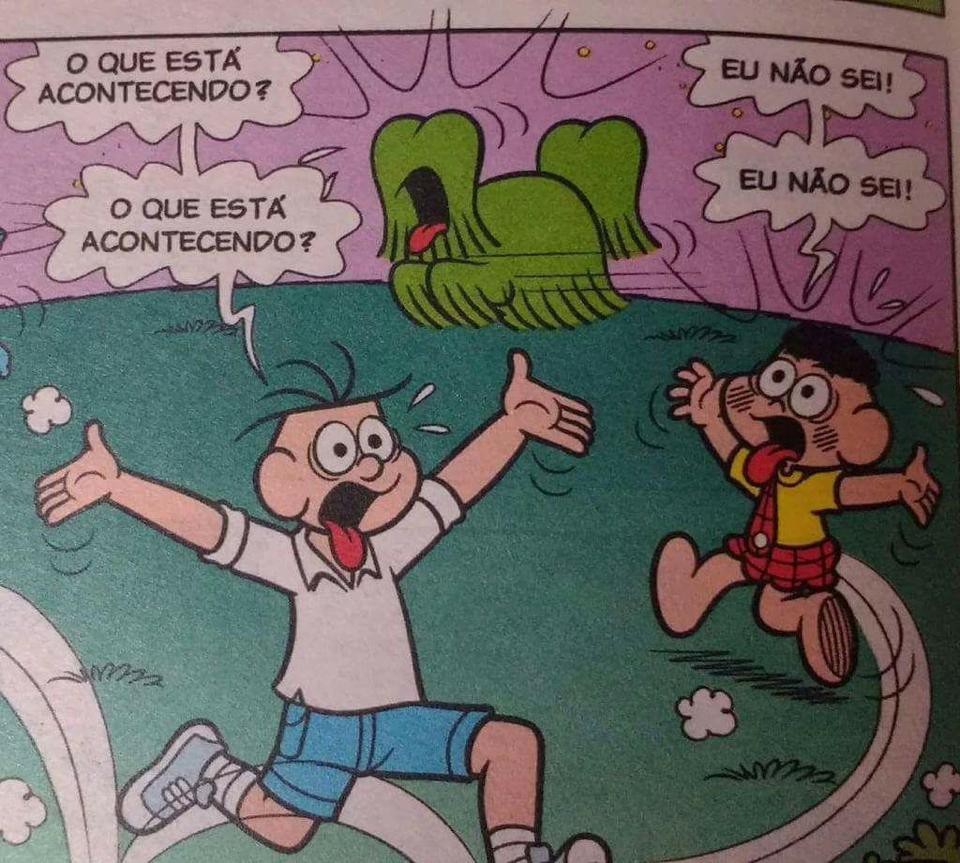 O QUE ESTÁ
ACONTECENDO?
O QUE ESTÁ
ACONTECENDO?
EU NÃO SEI!
EU NÃO SEI!